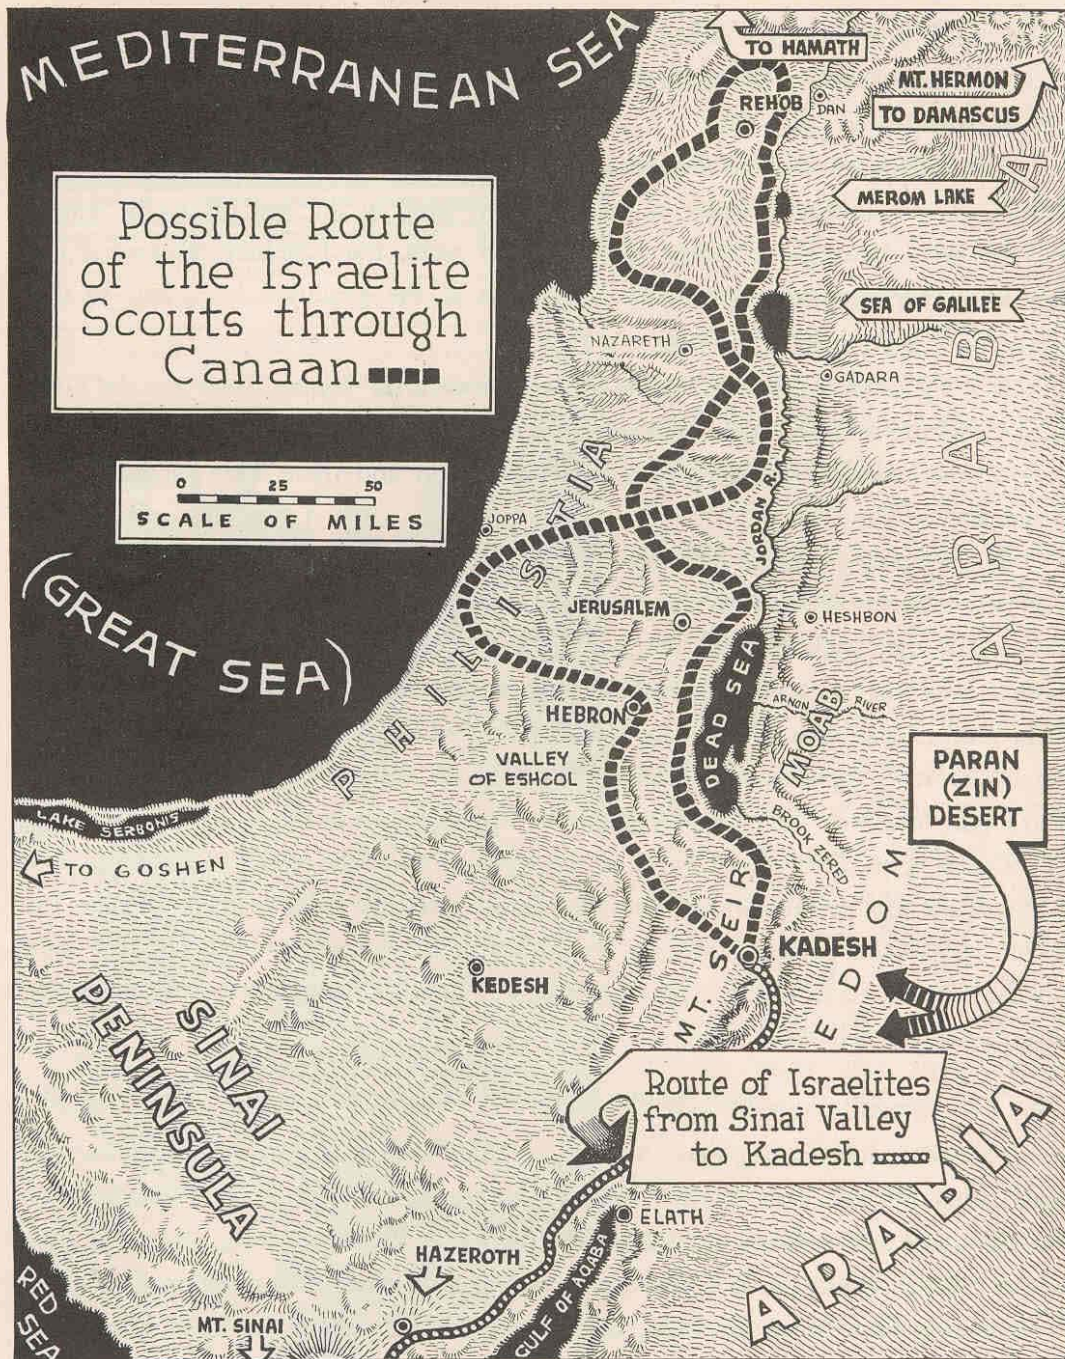 MEDITERRANEAN SEA
TO HAMATH
MT. HERMON
TO DAMASCUS
REHOB
DAN
MEROM LAKE
Possible Route
of the Israelite
Scouts through
Canaan
SEA OF GALILEE
NAZARETH
GADARA
ARABIA
0 25 50
SCALE OF MILES
JOPPA
JORDAN R.
PHILISTIA
(GREAT SEA)
JERUSALEM
HESHBON
DEAD SEA
ARNON RIVER
HEBRON
MOAB
VALLEY
OF ESHCOL
PARAN
(ZIN)
DESERT
LAKE SERBONIS
BROOK ZERED
TO GOSHEN
MT. SEIR
EDOM
KADESH
KEDESH
SINAI
PENINSULA
Route of Israelites
from Sinai Valley
to Kadesh
ARABIA
ELATH
HAZEROTH
GULF OF AQABA
RED
SEA
MT. SINAI